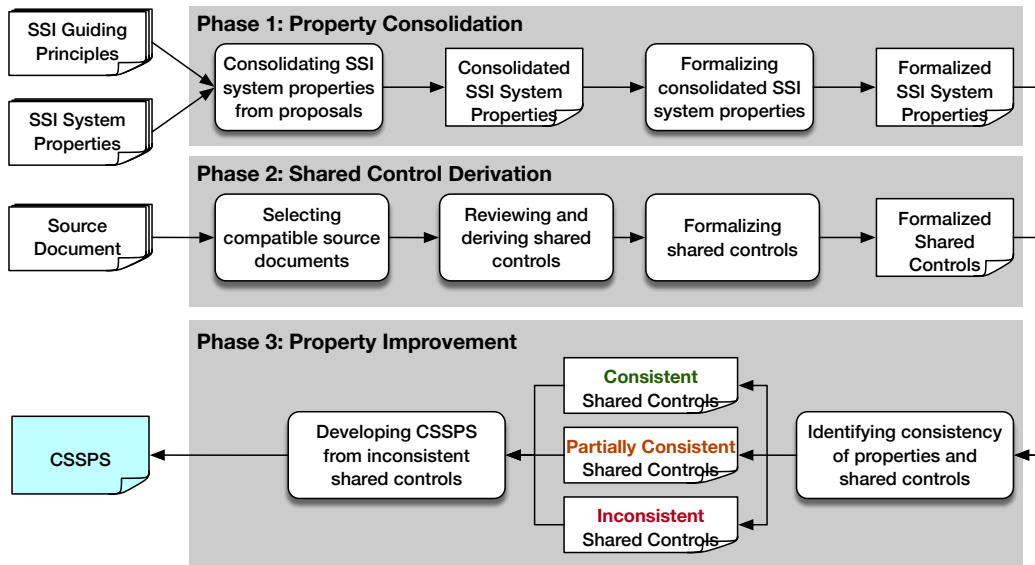 SSI Guiding
Principles
SSI System
Properties
Phase 1: Property Consolidation
Consolidating SSI
system properties
from proposals
Consolidated
SSI System
Properties
Formalizing
consolidated SSI
system properties
Formalized
SSI System
Properties
Phase 2: Shared Control Derivation
Source
Document
Selecting
compatible source
documents
Reviewing and
deriving shared
controls
Formalizing
shared controls
Formalized
Shared
Controls
Phase 3: Property Improvement
CSSPS
Developing CSSPS
from inconsistent
shared controls
Consistent
Shared Controls
Partially Consistent
Shared Controls
Inconsistent
Shared Controls
Identifying consistency
of properties and
shared controls